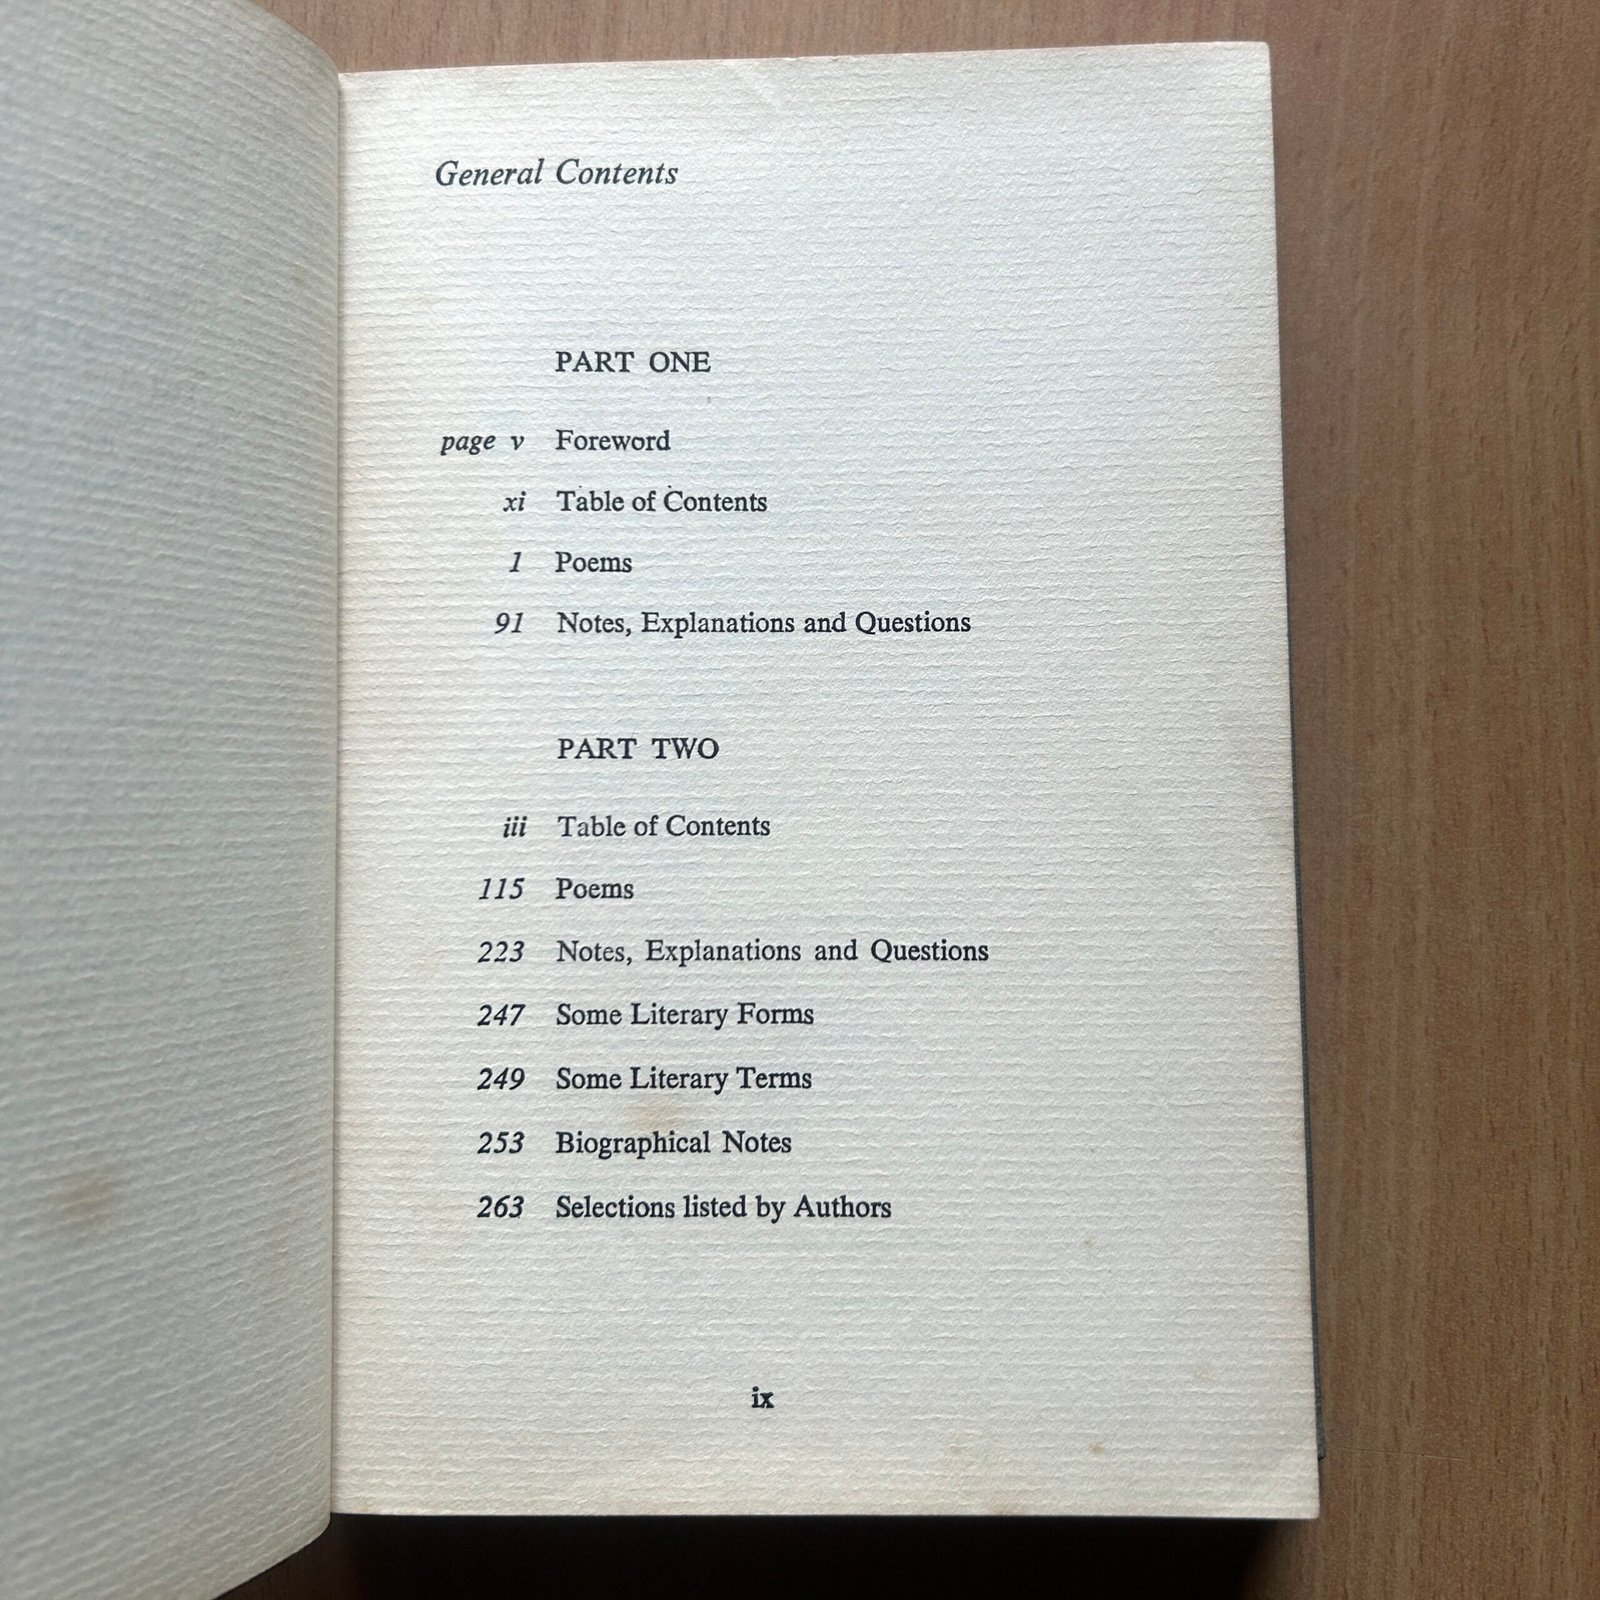 General Contents
PART ONE
page v Foreword
xi Table of Contents
1 Poems
91 Notes, Explanations and Questions
PART TWO
iii Table of Contents
115 Poems
223 Notes, Explanations and Questions
247 Some Literary Forms
249 Some Literary Terms
253 Biographical Notes
263 Selections listed by Authors
ix